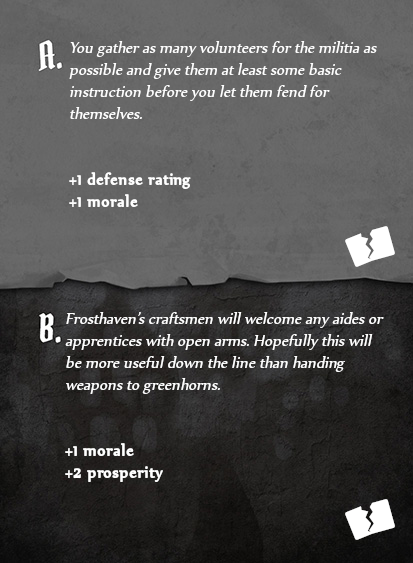 A. You gather as many volunteers for the militia as
possible and give them at least some basic
instruction before you let them fend for
themselves.
+1 defense rating
+1 morale
B. Frosthaven's craftsmen will welcome any aides or
apprentices with open arms. Hopefully this will
be more useful down the line than handing
weapons to greenhorns.
+1 morale
+2 prosperity